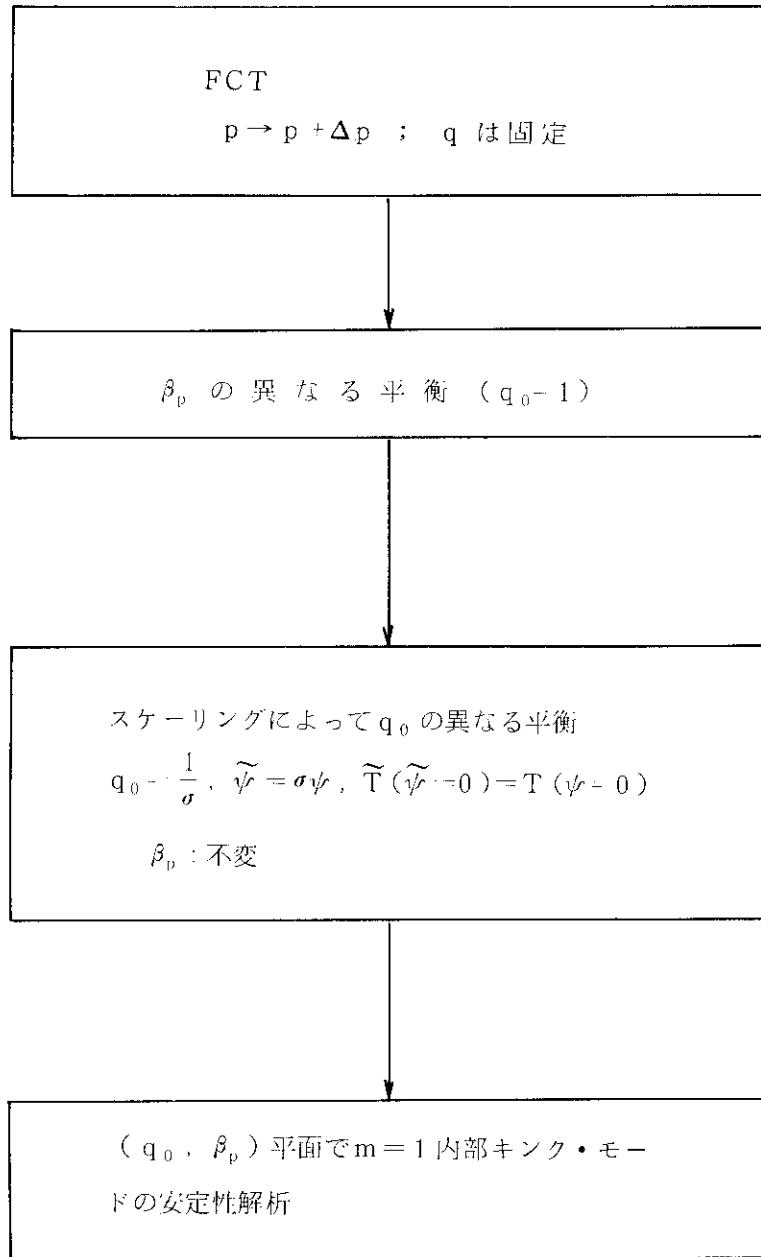 FCT
p → p + Δp ; q は固定
β_p の異なる平衡 ( q_0 - 1 )
スケーリングによって q_0 の異なる平衡
q_0 - 1/σ , ψ̃ = σψ , T̃ ( ψ̃ - 0 ) = T ( ψ - 0 )
β_p : 不変
( q_0 , β_p ) 平面で m = 1 内部キンク・モー
ドの安定性解析